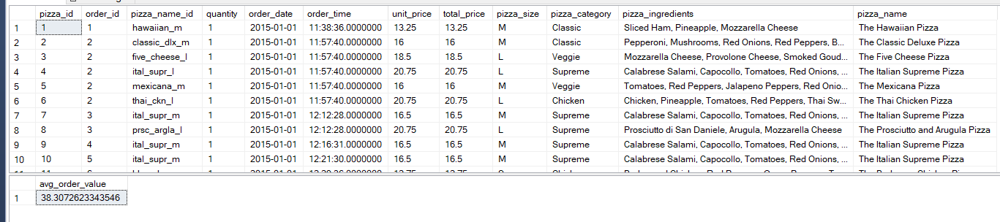 pizza_id order_id pizza_name_id quantity order_date order_time unit_price total_price pizza_size pizza_category pizza_ingredients pizza_name
1 1 1 hawaiian_m 1 2015-01-01 11:38:36.0000000 13.25 13.25 M Classic Sliced Ham, Pineapple, Mozzarella Cheese The Hawaiian Pizza
2 2 2 classic_dlx_m 1 2015-01-01 11:57:40.0000000 16 16 M Classic Pepperoni, Mushrooms, Red Onions, Red Peppers, B... The Classic Deluxe Pizza
3 3 2 five_cheese_l 1 2015-01-01 11:57:40.0000000 18.5 18.5 L Veggie Mozzarella Cheese, Provolone Cheese, Smoked Goud... The Five Cheese Pizza
4 4 2 ital_supr_l 1 2015-01-01 11:57:40.0000000 20.75 20.75 L Supreme Calabrese Salami, Capocollo, Tomatoes, Red Onions, ... The Italian Supreme Pizza
5 5 2 mexicana_m 1 2015-01-01 11:57:40.0000000 16 16 M Veggie Tomatoes, Red Peppers, Jalapeno Peppers, Red Onio... The Mexicana Pizza
6 6 2 thai_ckn_l 1 2015-01-01 11:57:40.0000000 20.75 20.75 L Chicken Chicken, Pineapple, Tomatoes, Red Peppers, Thai Sw... The Thai Chicken Pizza
7 7 3 ital_supr_m 1 2015-01-01 12:12:28.0000000 16.5 16.5 M Supreme Calabrese Salami, Capocollo, Tomatoes, Red Onions, ... The Italian Supreme Pizza
8 8 3 prsc_argla_l 1 2015-01-01 12:12:28.0000000 20.75 20.75 L Supreme Prosciutto di San Daniele, Arugula, Mozzarella Cheese The Prosciutto and Arugula Pizza
9 9 4 ital_supr_m 1 2015-01-01 12:16:31.0000000 16.5 16.5 M Supreme Calabrese Salami, Capocollo, Tomatoes, Red Onions, ... The Italian Supreme Pizza
10 10 5 ital_supr_m 1 2015-01-01 12:21:30.0000000 16.5 16.5 M Supreme Calabrese Salami, Capocollo, Tomatoes, Red Onions, ... The Italian Supreme Pizza
avg_order_value
1 38.3072623343546